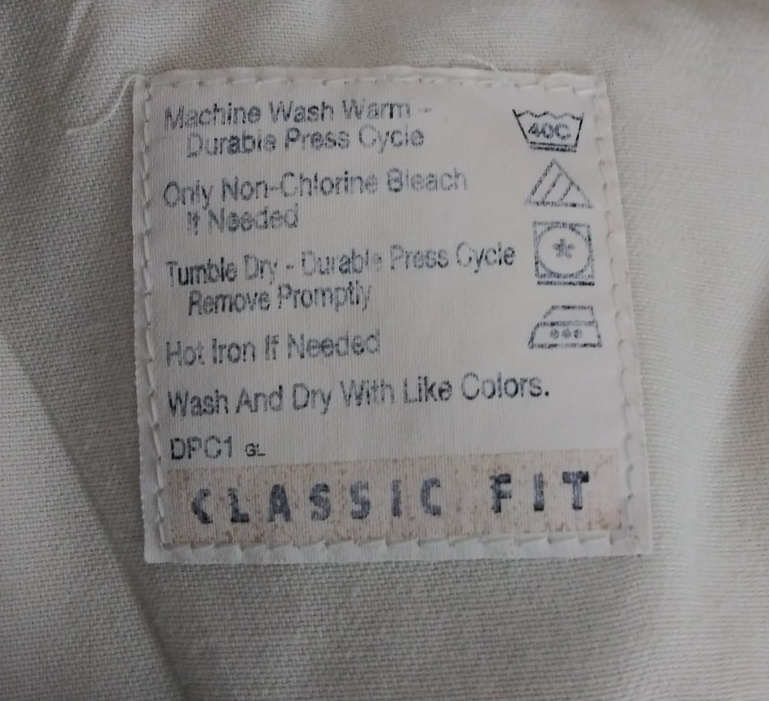 Machine Wash Warm -
Durable Press Cycle
40C
Only Non-Chlorine Bleach
If Needed
Tumble Dry - Durable Press Cycle
Remove Promptly
Hot Iron If Needed
Wash And Dry With Like Colors.
DPC1 GL
CLASSIC FIT